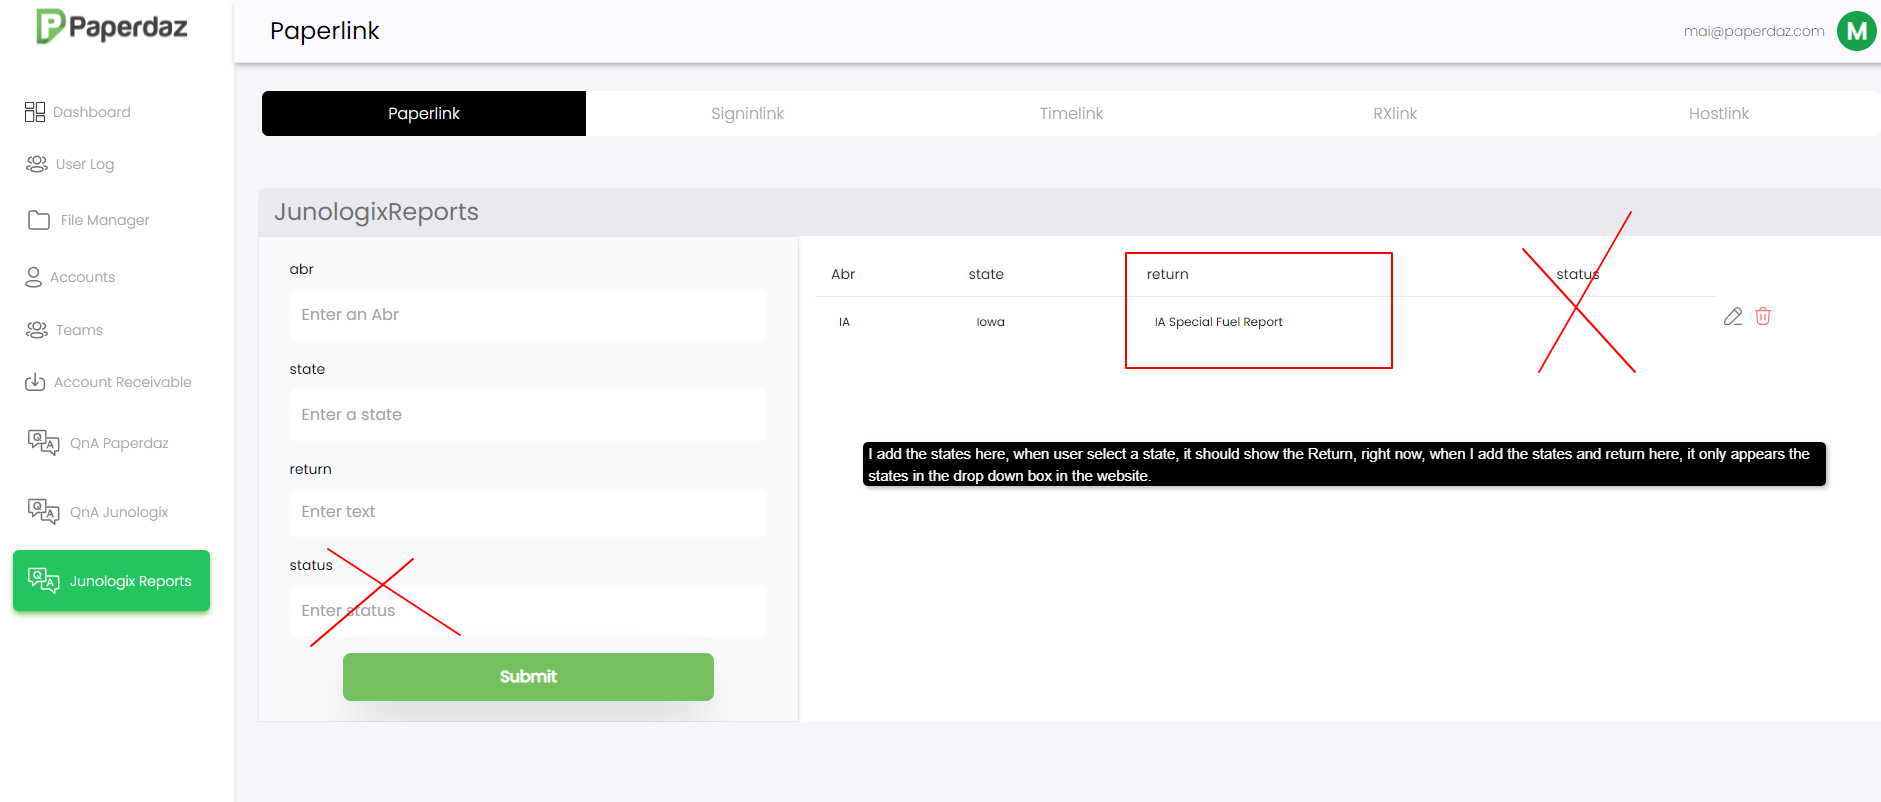 Paperdaz
Paperlink
mai@paperdaz.com
M
Dashboard
User Log
File Manager
Accounts
Teams
Account Receivable
QnA Paperdaz
QnA Junologix
Junologix Reports
Paperlink
Signinlink
Timelink
RXlink
Hostlink
JunologixReports
abr
Enter an Abr
state
Enter a state
return
Enter text
status
Enter status
Submit
Abr state return status
IA Iowa IA Special Fuel Report
I add the states here, when user select a state, it should show the Return, right now, when I add the states and return here, it only appears the
states in the drop down box in the website.